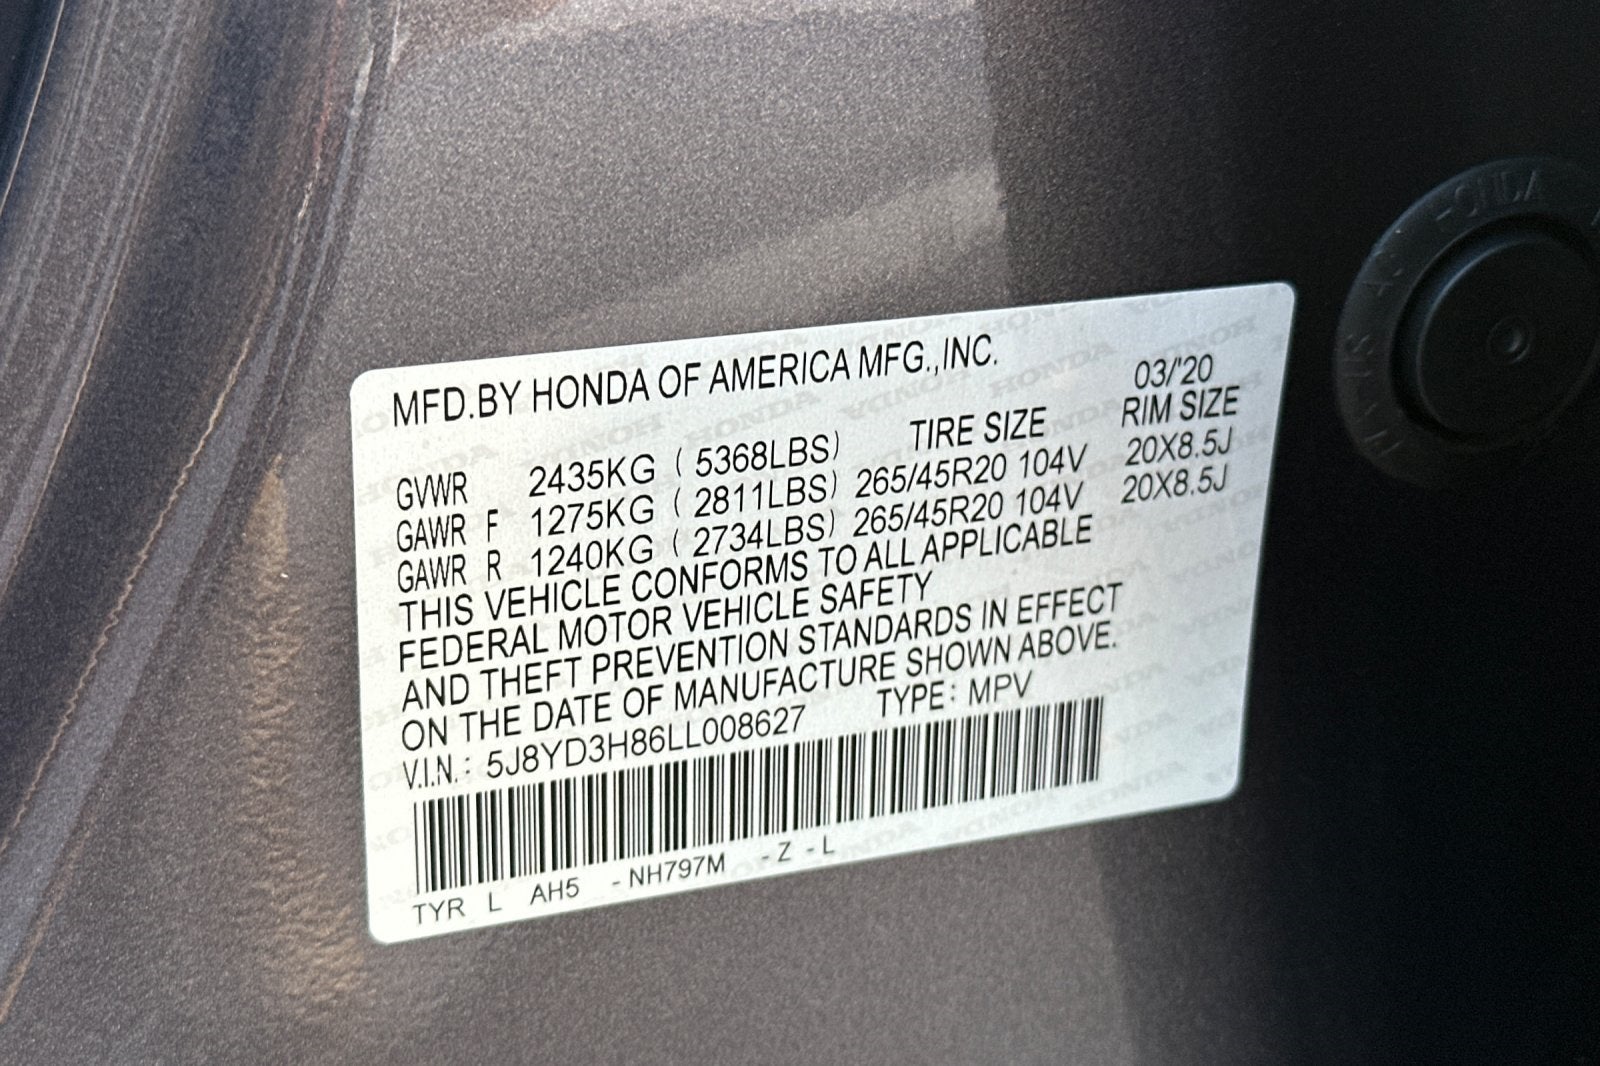 MFD.BY HONDA OF AMERICA MFG.,INC.
03/'20
TIRE SIZE RIM SIZE
GVWR 2435KG ( 5368LBS)
GAWR F 1275KG ( 2811LBS) 265/45R20 104V 20X8.5J
GAWR R 1240KG ( 2734LBS) 265/45R20 104V 20X8.5J
THIS VEHICLE CONFORMS TO ALL APPLICABLE
FEDERAL MOTOR VEHICLE SAFETY
AND THEFT PREVENTION STANDARDS IN EFFECT
ON THE DATE OF MANUFACTURE SHOWN ABOVE.
V.I.N.: 5J8YD3H86LL008627 TYPE: MPV
TYR L AH5 -NH797M -Z -L